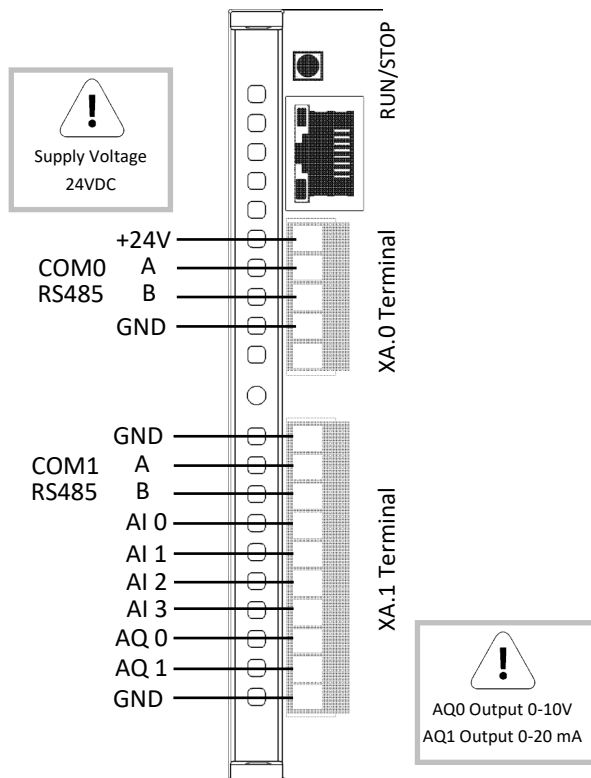 RUN/STOP
!
Supply Voltage
24VDC
+24V
COM0 A
RS485 B
GND
XA.0 Terminal
GND
COM1 A
RS485 B
AI 0
AI 1
AI 2
AI 3
AQ 0
AQ 1
GND
XA.1 Terminal
!
AQ0 Output 0-10V
AQ1 Output 0-20 mA